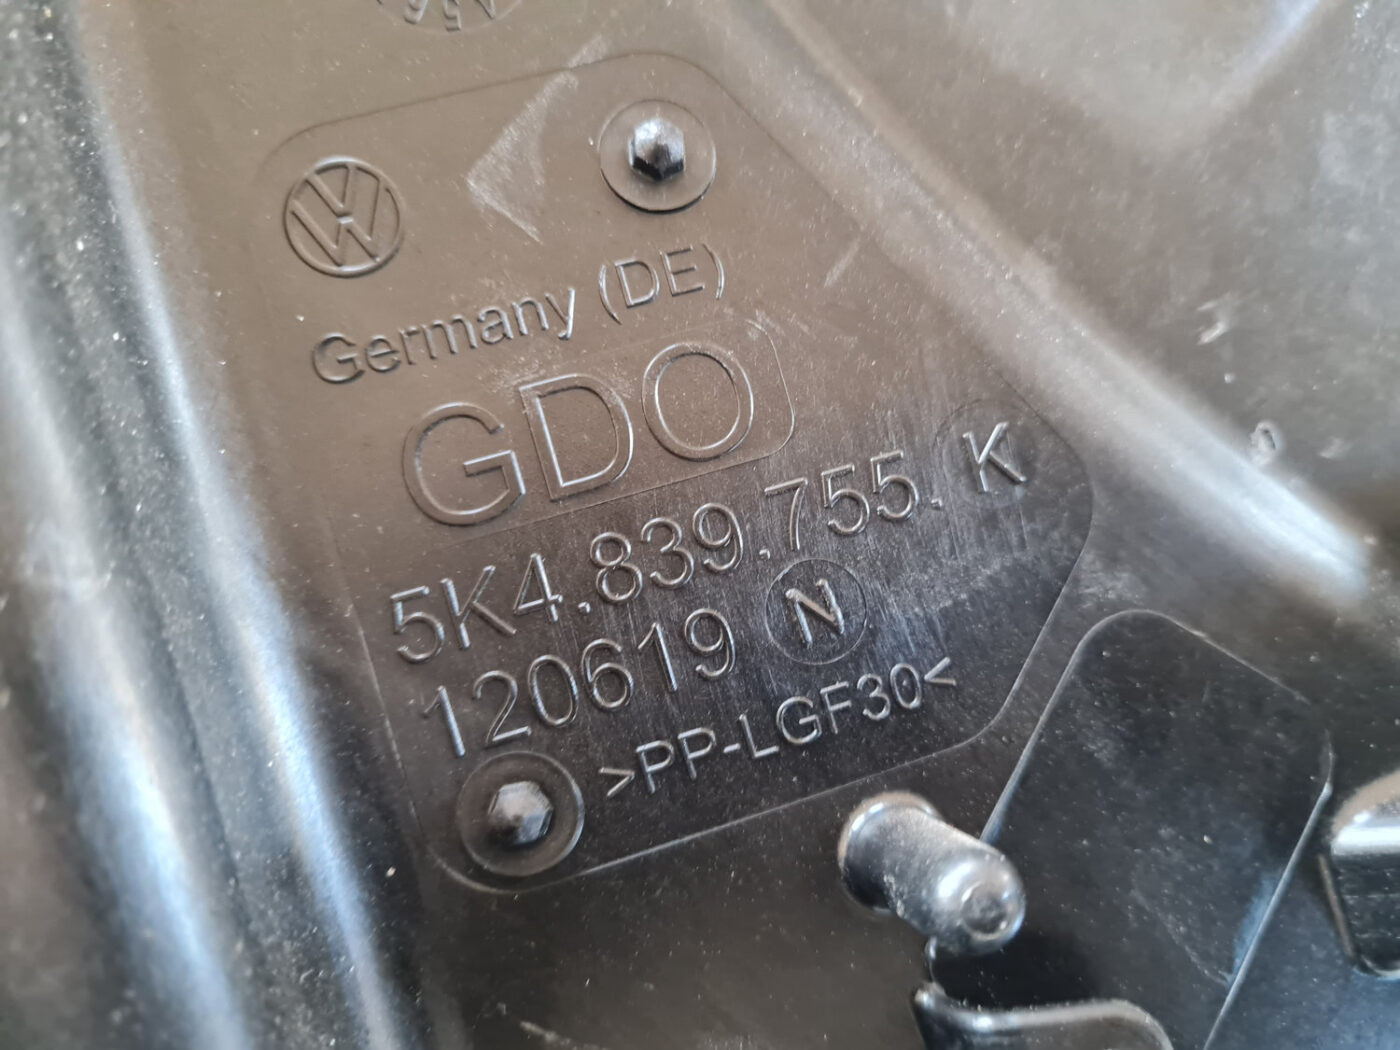 Germany (DE)
GDO
5K4.839.755. K
120619 N
>PP-LGF30<